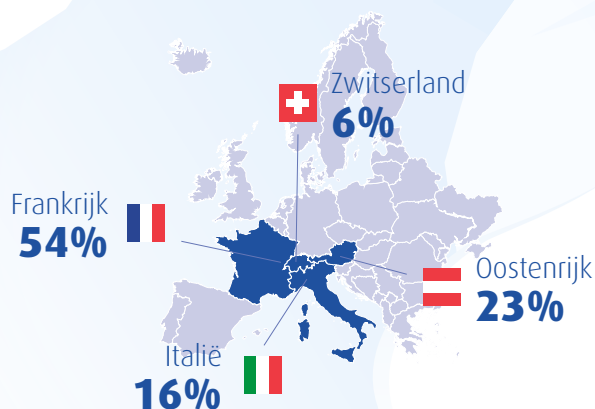 Zwitserland
6%
Frankrijk
54%
Oostenrijk
23%
Italië
16%